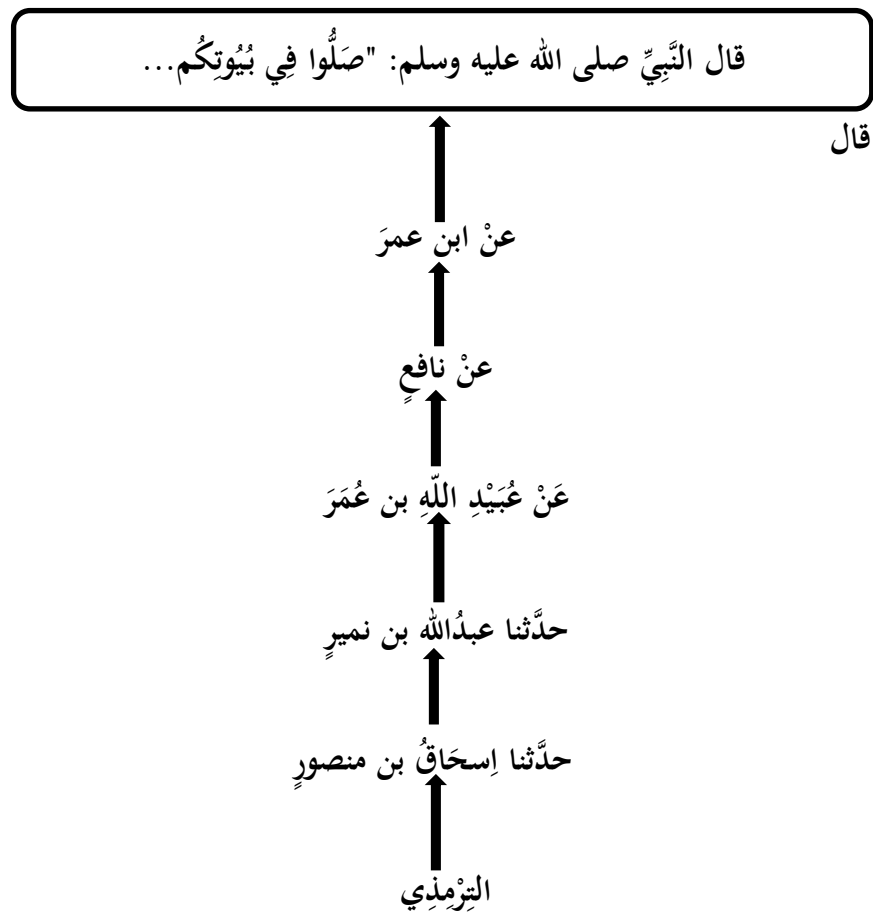 قال النَّبِيِّ صلى الله عليه وسلم: "صَلُّوا فِي بُيُوتِكُم...
قال
عنْ ابن عمرَ
عنْ نافعٍ
عَنْ عُبَيْدِ اللّهِ بن عُمَرَ
حدَّثنا عبدُالله بن نميرٍ
حدَّثنا اِسحَاقُ بن منصورٍ
التِرْمِذِي